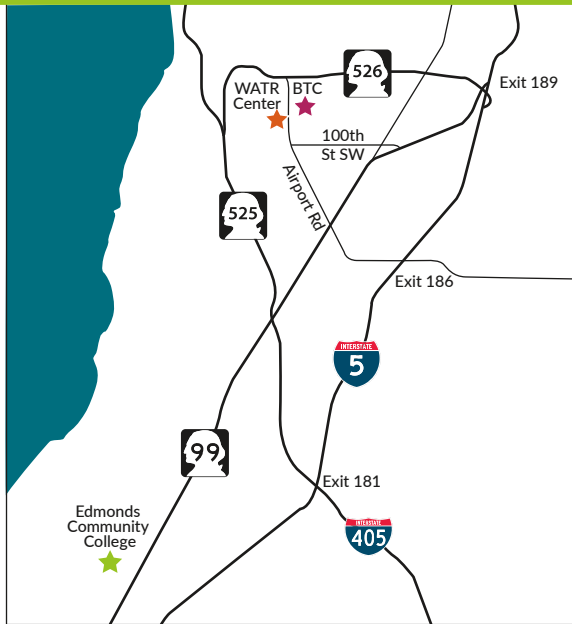 526
WATR
Center
BTC
Exit 189
100th
St SW
Airport Rd
525
Exit 186
INTERSTATE
5
99
Exit 181
Edmonds
Community
College
INTERSTATE
405